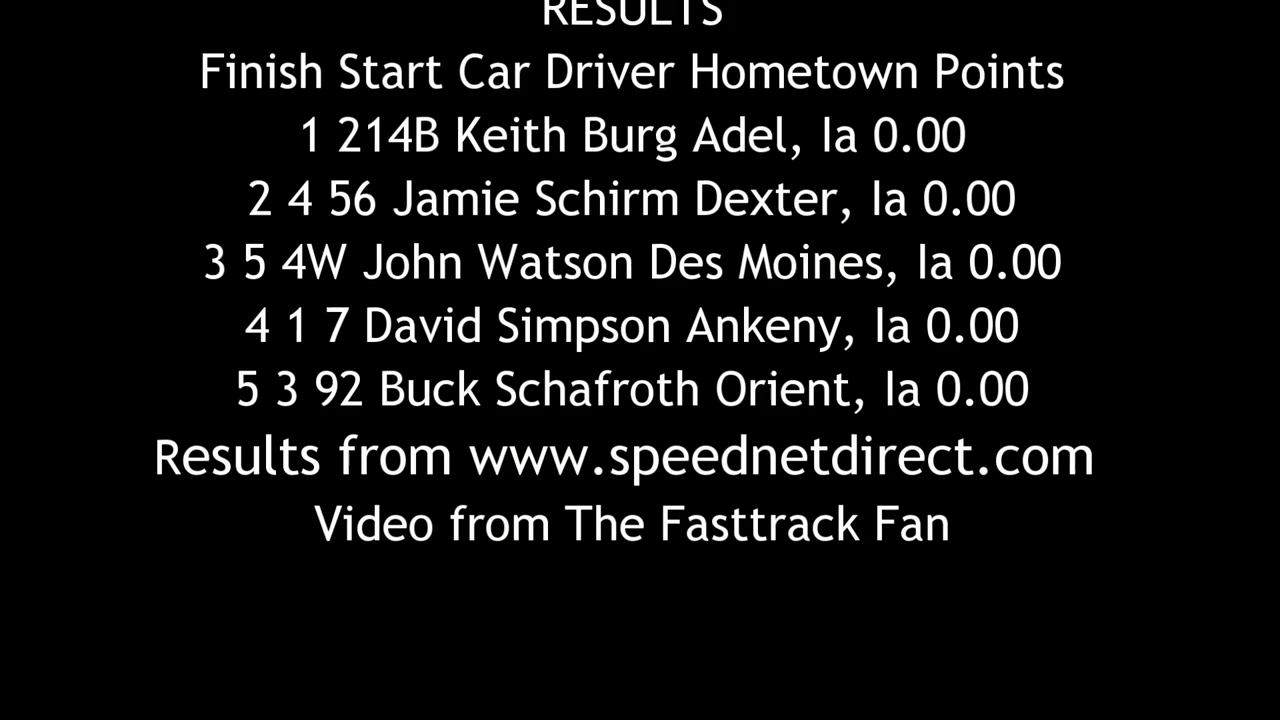 RESULTS
Finish Start Car Driver Hometown Points
1 214B Keith Burg Adel, Ia 0.00
2 4 56 Jamie Schirm Dexter, Ia 0.00
3 5 4W John Watson Des Moines, Ia 0.00
4 1 7 David Simpson Ankeny, Ia 0.00
5 3 92 Buck Schafroth Orient, Ia 0.00
Results from www.speednetdirect.com
Video from The Fasttrack Fan